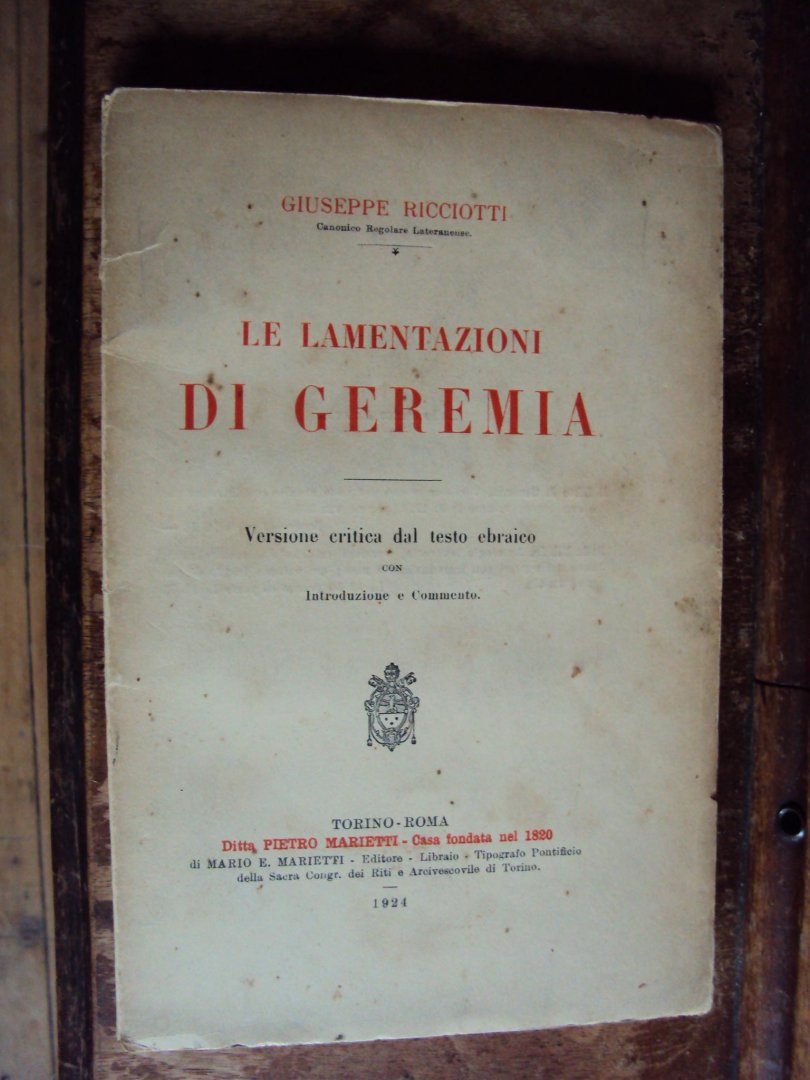 GIUSEPPE RICCIOTTI
Canonico Regolare Lateranense.
LE LAMENTAZIONI
DI GEREMIA
Versione critica dal testo ebraico
CON
Introduzione e Commento.
TORINO-ROMA
Ditta PIETRO MARIETTI - Casa fondata nel 1820
di MARIO E. MARIETTI - Editore - Libraio - Tipografo Pontificio
della Sacra Congr. dei Riti e Arcivescovile di Torino.
1924